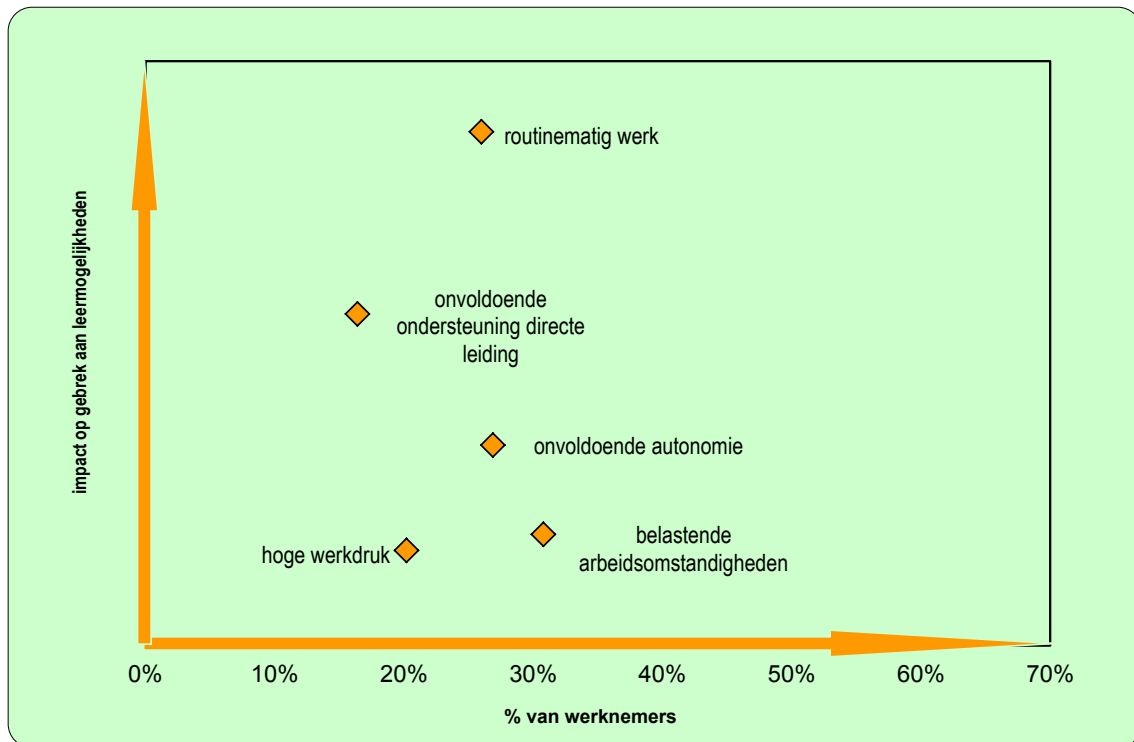 routinematig werk
onvoldoende
ondersteuning directe
leiding
onvoldoende autonomie
hoge werkdruk
belastende
arbeidsomstandigheden
impact op gebrek aan leermogelijkheden
0% 10% 20% 30% 40% 50% 60% 70%
% van werknemers